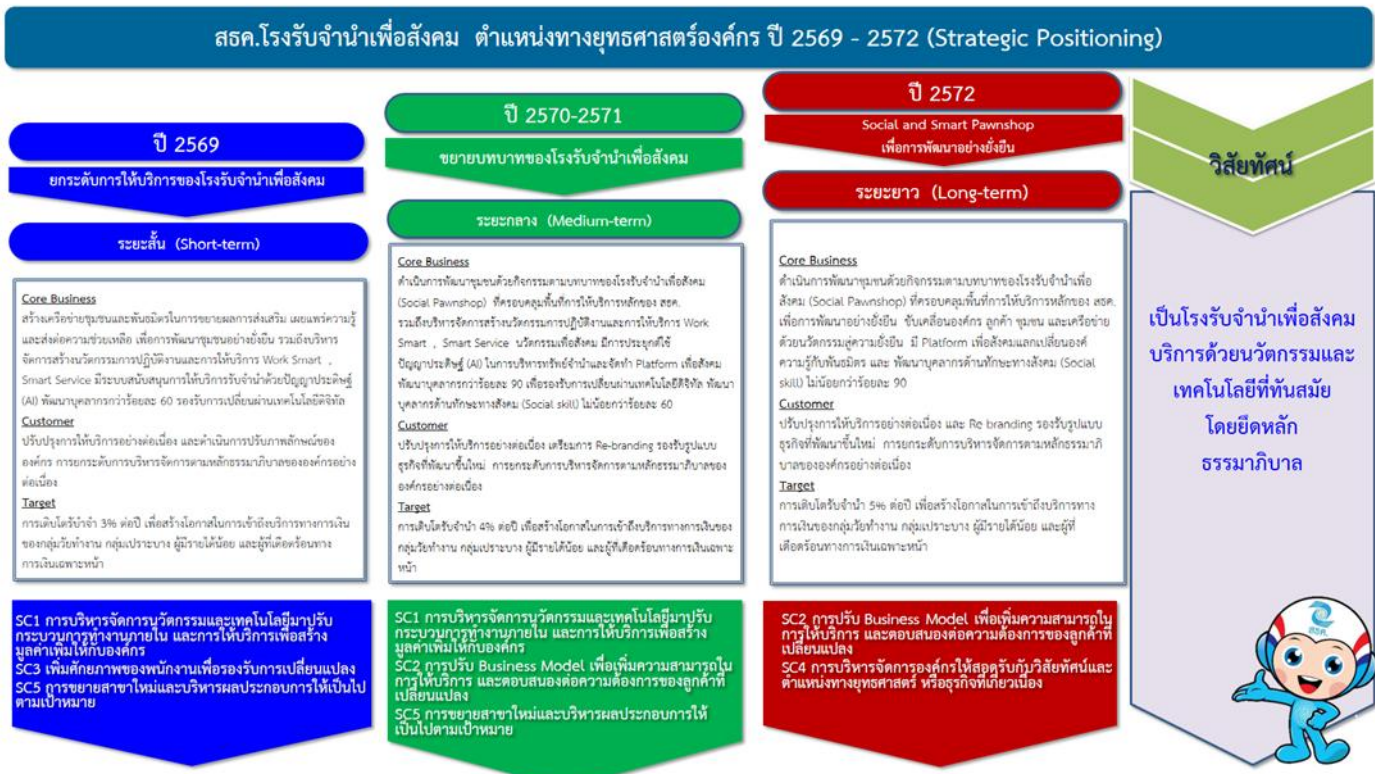 สธค.โรงรับจำนำเพื่อสังคม ตำแหน่งทางยุทธศาสตร์องค์กร ปี 2569 - 2572 (Strategic Positioning)
ปี 2569
ยกระดับการให้บริการของโรงรับจำนำเพื่อสังคม
ระยะสั้น (Short-term)
Core Business
สร้างเครือข่ายชุมชนและพันธมิตรในการขยายผลการส่งเสริม เผยแพร่ความรู้
และส่งต่อความช่วยเหลือ เพื่อการพัฒนาชุมชนอย่างยั่งยืน รวมถึงบริหาร
จัดการสร้างนวัตกรรมการปฏิบัติงานและการให้บริการ Work Smart ,
Smart Service มีระบบสนับสนุนการให้บริการรับจำนำด้วยปัญญาประดิษฐ์
(AI) พัฒนาบุคลากรกว่าร้อยละ 60 รองรับการเปลี่ยนผ่านเทคโนโลยีดิจิทัล
Customer
ปรับปรุงการให้บริการอย่างต่อเนื่อง และดำเนินการปรับภาพลักษณ์ของ
องค์กร การยกระดับการบริหารจัดการตามหลักธรรมาภิบาลขององค์กรอย่าง
ต่อเนื่อง
Target
การเติบโตรับจำจำ 3% ต่อปี เพื่อสร้างโอกาสในการเข้าถึงบริการทางการเงิน
ของกลุ่มวัยทำงาน กลุ่มเปราะบาง ผู้มีรายได้น้อย และผู้ที่เดือดร้อนทาง
การเงินเฉพาะหน้า
SC1 การบริหารจัดการนวัตกรรมและเทคโนโลยีมาปรับ
กระบวนการทำงานภายใน และการให้บริการเพื่อสร้าง
มูลค่าเพิ่มให้กับองค์กร
SC3 เพิ่มศักยภาพของพนักงานเพื่อรองรับการเปลี่ยนแปลง
SC5 การขยายสาขาใหม่และบริหารผลประกอบการให้เป็นไป
ตามเป้าหมาย
ปี 2570-2571
ขยายบทบาทของโรงรับจำนำเพื่อสังคม
ระยะกลาง (Medium-term)
Core Business
ดำเนินการพัฒนาชุมชนด้วยกิจกรรมตามบทบาทของโรงรับจำนำเพื่อสังคม
(Social Pawnshop) ที่ครอบคลุมพื้นที่การให้บริการหลักของ สธค.
รวมถึงบริหารจัดการสร้างนวัตกรรมการปฏิบัติงานและการให้บริการ Work
Smart , Smart Service นวัตกรรมเพื่อสังคม มีการประยุกต์ใช้
ปัญญาประดิษฐ์ (AI) ในการบริหารทรัพย์จำนำและจัดทำ Platform เพื่อสังคม
พัฒนาบุคลากรกว่าร้อยละ 90 เพื่อรองรับการเปลี่ยนผ่านเทคโนโลยีดิจิทัล พัฒนา
บุคลากรด้านทักษะทางสังคม (Social skill) ไม่น้อยกว่าร้อยละ 60
Customer
ปรับปรุงการให้บริการอย่างต่อเนื่อง เตรียมการ Re-branding รองรับรูปแบบ
ธุรกิจที่พัฒนาขึ้นใหม่ การยกระดับการบริหารจัดการตามหลักธรรมาภิบาลของ
องค์กรอย่างต่อเนื่อง
Target
การเติบโตรับจำนำ 4% ต่อปี เพื่อสร้างโอกาสในการเข้าถึงบริการทางการเงินของ
กลุ่มวัยทำงาน กลุ่มเปราะบาง ผู้มีรายได้น้อย และผู้ที่เดือดร้อนทางการเงินเฉพาะ
หน้า
SC1 การบริหารจัดการนวัตกรรมและเทคโนโลยีมาปรับ
กระบวนการทำงานภายใน และการให้บริการเพื่อสร้าง
มูลค่าเพิ่มให้กับองค์กร
SC2 การปรับ Business Model เพื่อเพิ่มความสามารถใน
การให้บริการ และตอบสนองต่อความต้องการของลูกค้าที่
เปลี่ยนแปลง
SC5 การขยายสาขาใหม่และบริหารผลประกอบการให้
เป็นไปตามเป้าหมาย
ปี 2572
Social and Smart Pawnshop
เพื่อการพัฒนาอย่างยั่งยืน
ระยะยาว (Long-term)
Core Business
ดำเนินการพัฒนาชุมชนด้วยกิจกรรมตามบทบาทของโรงรับจำนำเพื่อ
สังคม (Social Pawnshop) ที่ครอบคลุมพื้นที่การให้บริการหลักของ สธค.
เพื่อการพัฒนาอย่างยั่งยืน ขับเคลื่อนองค์กร ลูกค้า ชุมชน และเครือข่าย
ด้วยนวัตกรรมสู่ความยั่งยืน มี Platform เพื่อสังคมแลกเปลี่ยนองค์
ความรู้กับพันธมิตร และ พัฒนาบุคลากรด้านทักษะทางสังคม (Social
skill) ไม่น้อยกว่าร้อยละ 90
Customer
ปรับปรุงการให้บริการอย่างต่อเนื่อง และ Re branding รองรับรูปแบบ
ธุรกิจที่พัฒนาขึ้นใหม่ การยกระดับการบริหารจัดการตามหลักธรรมาภิ
บาลขององค์กรอย่างต่อเนื่อง
Target
การเติบโตรับจำนำ 5% ต่อปี เพื่อสร้างโอกาสในการเข้าถึงบริการทาง
การเงินของกลุ่มวัยทำงาน กลุ่มเปราะบาง ผู้มีรายได้น้อย และผู้ที่
เดือดร้อนทางการเงินเฉพาะหน้า
SC2 การปรับ Business Model เพื่อเพิ่มความสามารถใน
การให้บริการ และตอบสนองต่อความต้องการของลูกค้าที่
เปลี่ยนแปลง
SC4 การบริหารจัดการองค์กรให้สอดรับกับวิสัยทัศน์และ
ตำแหน่งทางยุทธศาสตร์ หรือธุรกิจที่เกี่ยวเนื่อง
วิสัยทัศน์
เป็นโรงรับจำนำเพื่อสังคม
บริการด้วยนวัตกรรมและ
เทคโนโลยีที่ทันสมัย
โดยยึดหลัก
ธรรมาภิบาล
สธค.